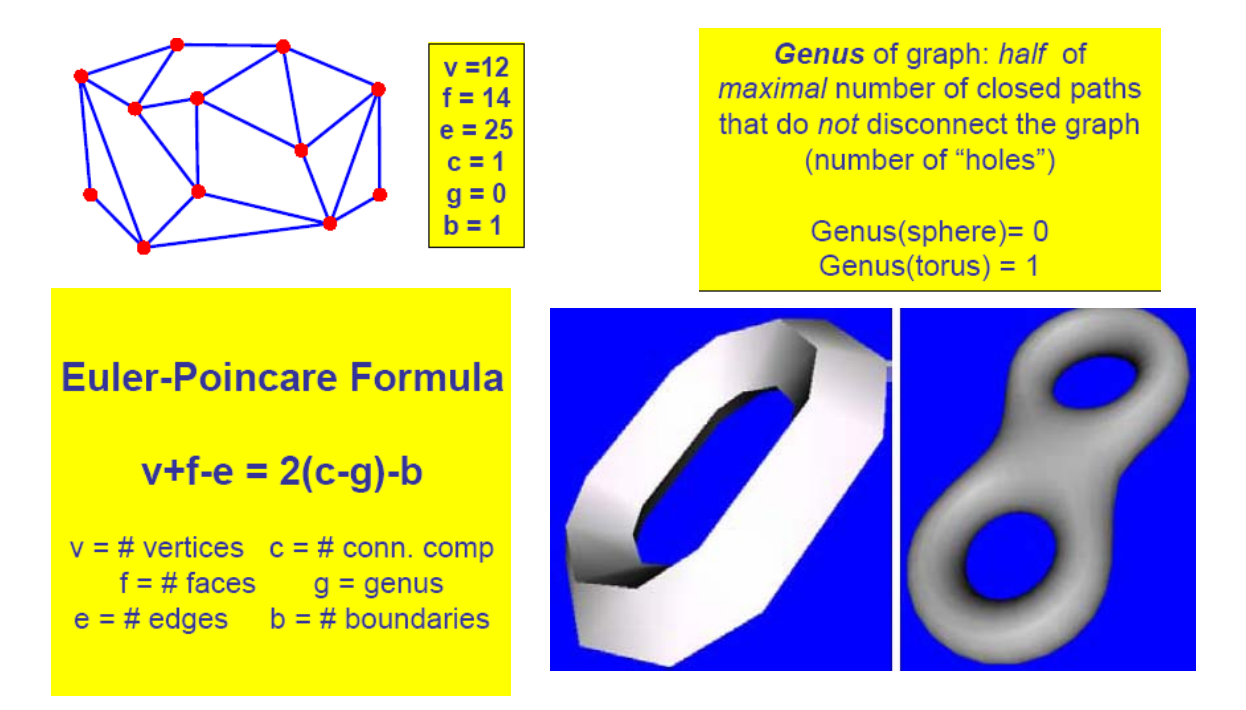 v =12
f = 14
e = 25
c = 1
g = 0
b = 1
Genus of graph: half of
maximal number of closed paths
that do not disconnect the graph
(number of “holes”)
Genus(sphere)= 0
Genus(torus) = 1
Euler-Poincare Formula
v+f-e = 2(c-g)-b
v = # vertices c = # conn. comp
f = # faces g = genus
e = # edges b = # boundaries